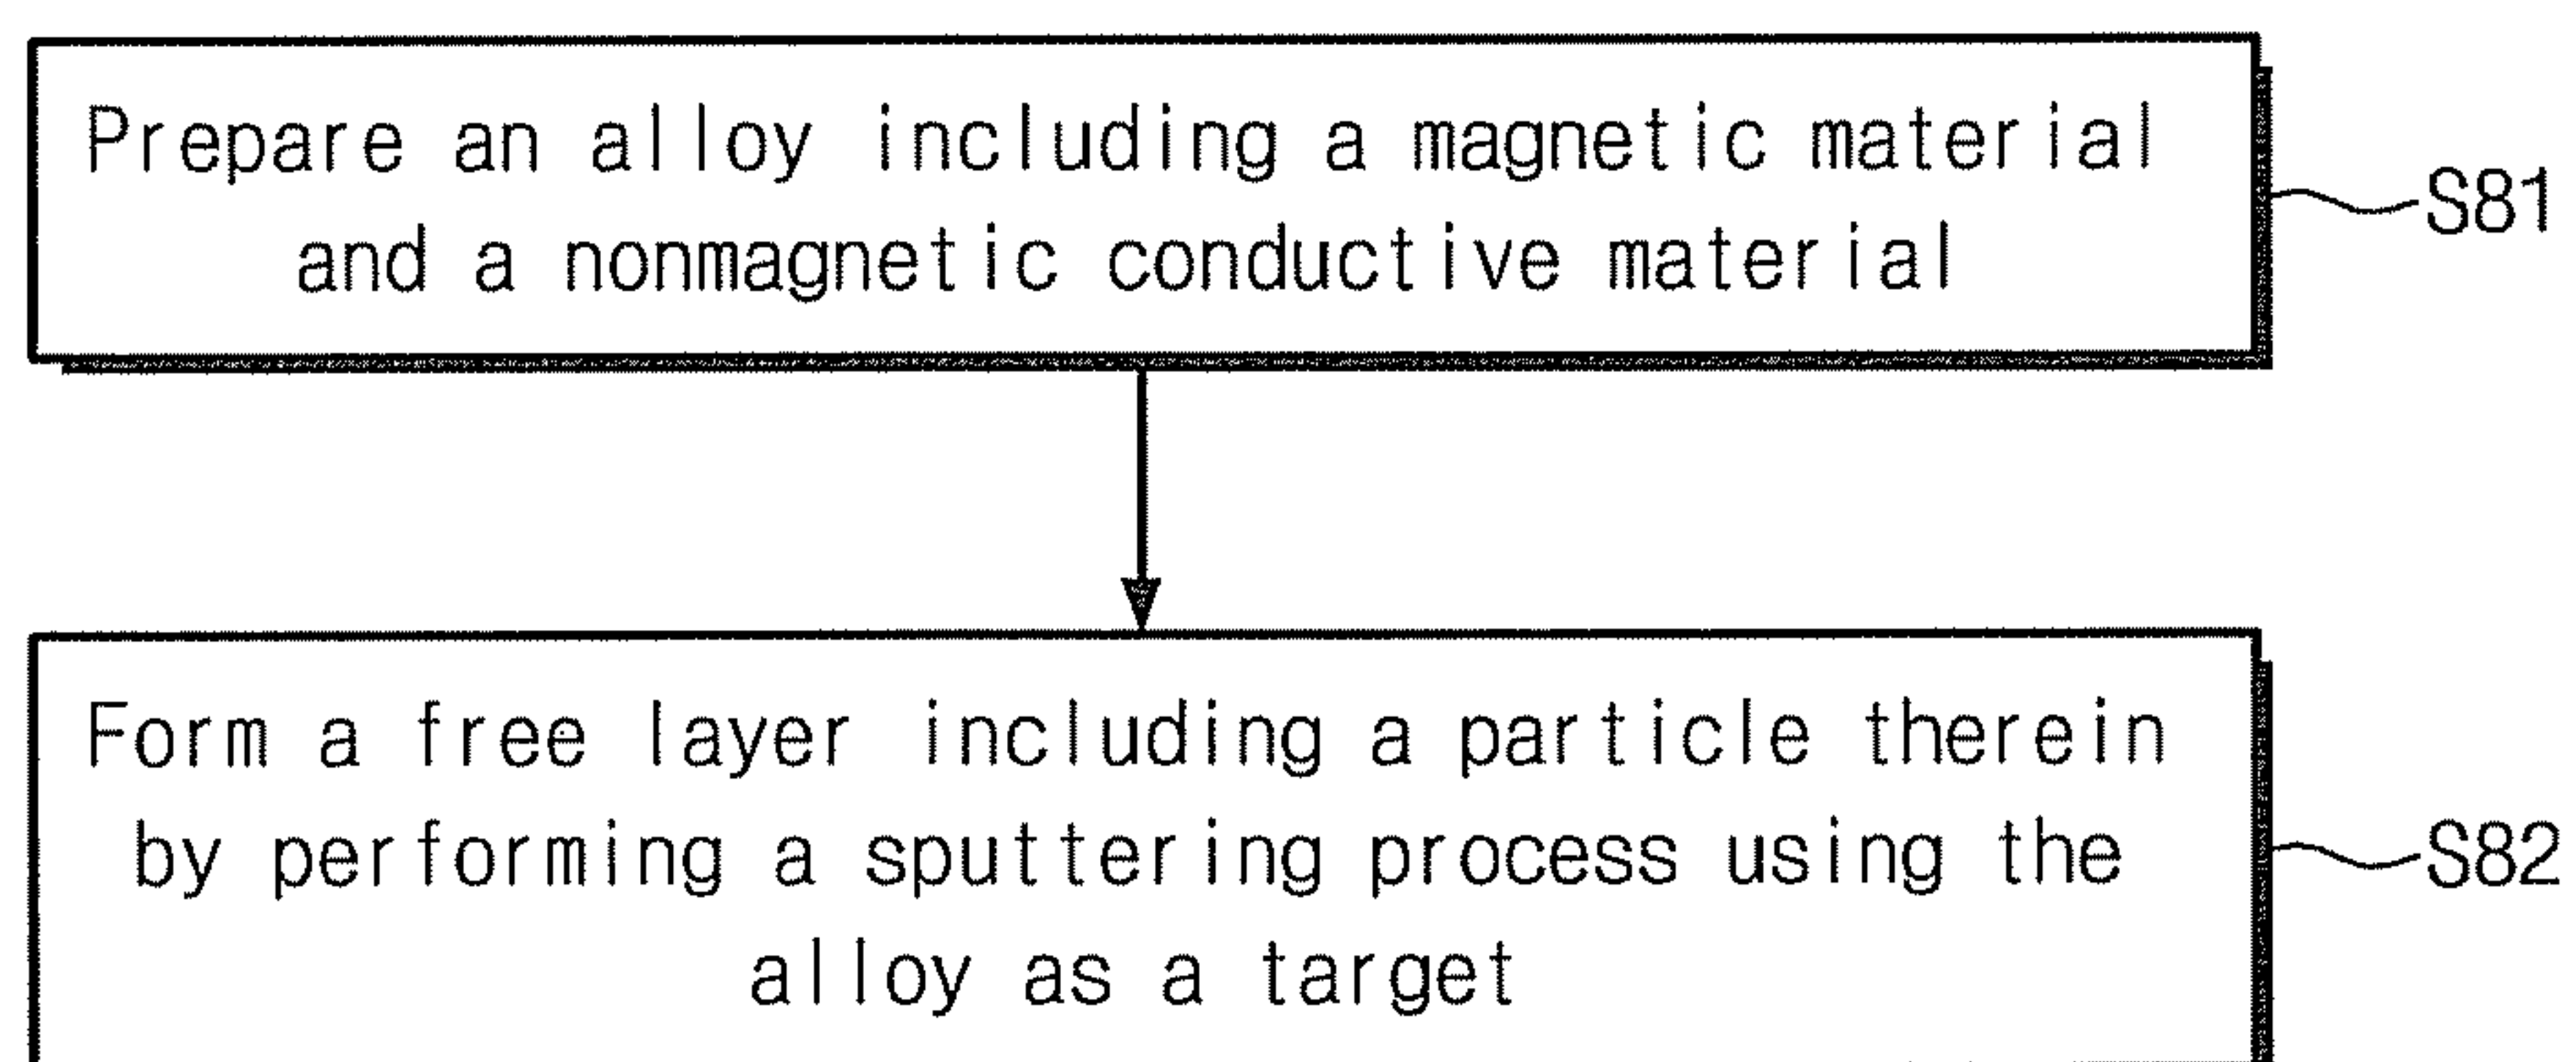 Prepare an alloy including a magnetic material
and a nonmagnetic conductive material
S81
Form a free layer including a particle therein
by performing a sputtering process using the
alloy as a target
S82